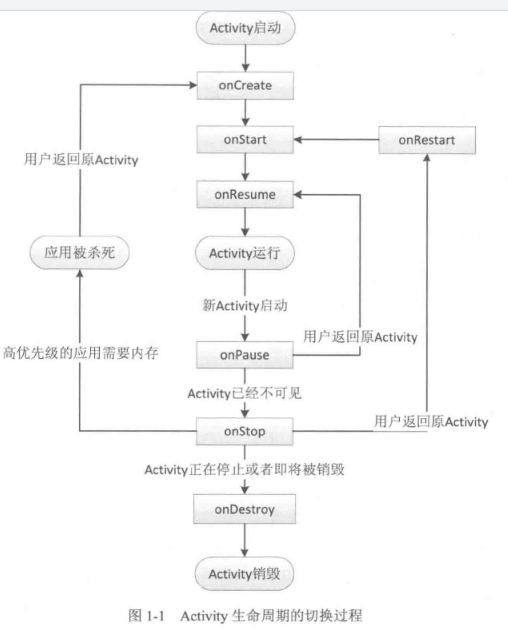 Activity启动
onCreate
onStart
onRestart
用户返回原Activity
onResume
应用被杀死
Activity运行
新Activity启动
用户返回原Activity
高优先级的应用需要内存
onPause
Activity已经不可见
用户返回原Activity
onStop
Activity正在停止或者即将被销毁
onDestroy
Activity销毁
图 1-1 Activity 生命周期的切换过程